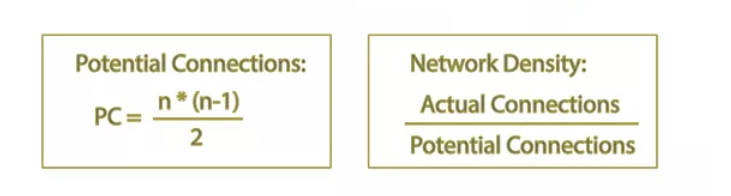 Potential Connections:
PC = n * (n-1)
2
Network Density:
Actual Connections
Potential Connections